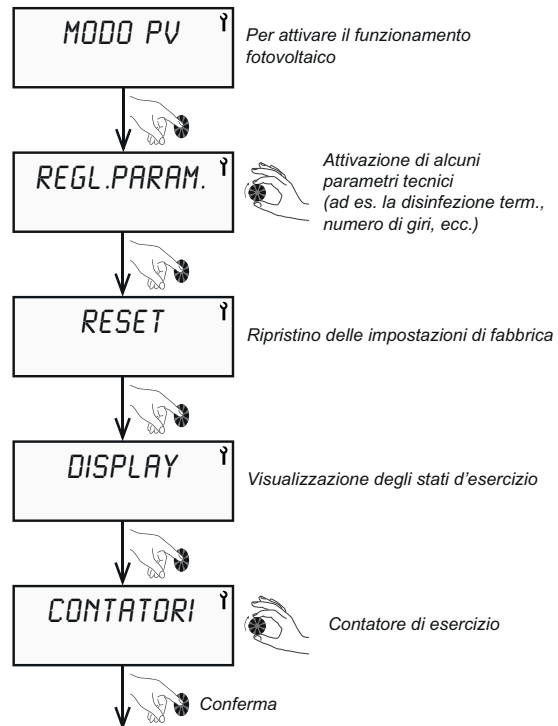 MODO PV
Per attivare il funzionamento
fotovoltaico
REGL.PARAM.
Attivazione di alcuni
parametri tecnici
(ad es. la disinfezione term.,
numero di giri, ecc.)
RESET
Ripristino delle impostazioni di fabbrica
DISPLAY
Visualizzazione degli stati d'esercizio
CONTATORI
Contatore di esercizio
Conferma